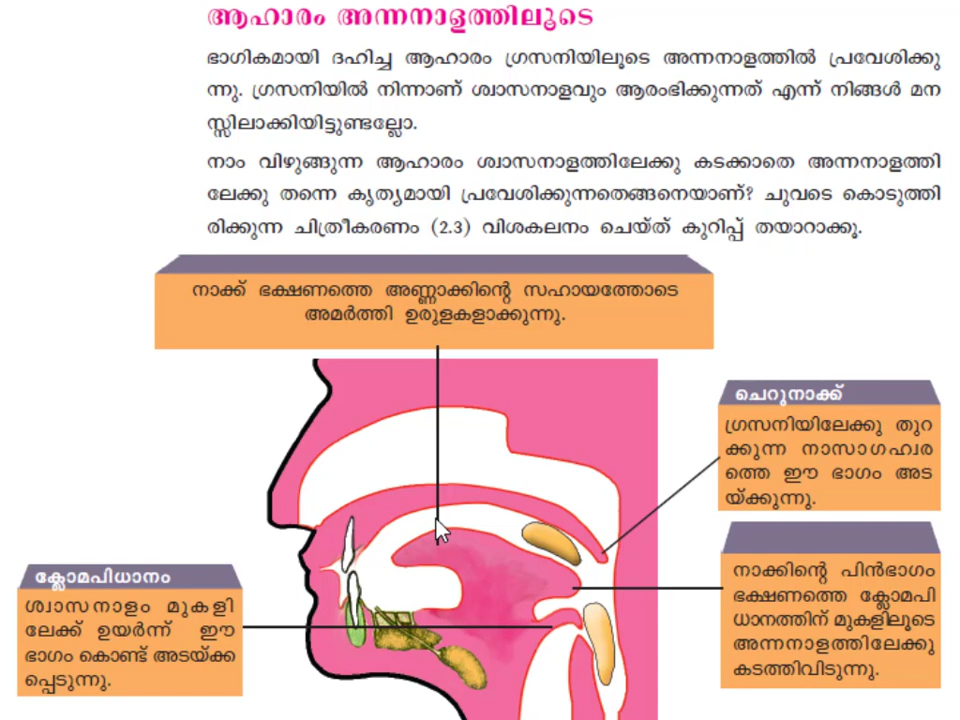 ആഹാരം അന്നനാളത്തിലൂടെ
ഭാഗികമായി ദഹിച്ച ആഹാരം ഗ്രസനിയിലൂടെ അന്നനാളത്തിൽ പ്രവേശിക്കു
ന്നു. ഗ്രസനിയിൽ നിന്നാണ് ശ്വാസനാളവും ആരംഭിക്കുന്നത് എന്ന് നിങ്ങൾ മന
സ്സിലാക്കിയിട്ടുണ്ടല്ലോ.
നാം വിഴുങ്ങുന്ന ആഹാരം ശ്വാസനാളത്തിലേക്കു കടക്കാതെ അന്നനാളത്തി
ലേക്കു തന്നെ കൃത്യമായി പ്രവേശിക്കുന്നതെങ്ങനെയാണ്? ചുവടെ കൊടുത്തി
രിക്കുന്ന ചിത്രീകരണം (2.3) വിശകലനം ചെയ്ത് കുറിപ്പ് തയാറാക്കൂ.
നാക്ക് ഭക്ഷണത്തെ അണ്ണാക്കിന്റെ സഹായത്തോടെ
അമർത്തി ഉരുളകളാക്കുന്നു.
ചെറുനാക്ക്
ഗ്രസനിയിലേക്കു തുറ
ക്കുന്ന നാസാഗഹ്വര
ത്തെ ഈ ഭാഗം അട
യ്ക്കുന്നു.
നാക്കിന്റെ പിൻഭാഗം
ഭക്ഷണത്തെ ക്ലോമപി
ധാനത്തിന് മുകളിലൂടെ
അന്നനാളത്തിലേക്കു
കടത്തിവിടുന്നു.
ക്ലോമപിധാനം
ശ്വാസനാളം മുകളി
ലേക്ക് ഉയർന്ന് ഈ
ഭാഗം കൊണ്ട് അടയ്ക്ക
പ്പെടുന്നു.